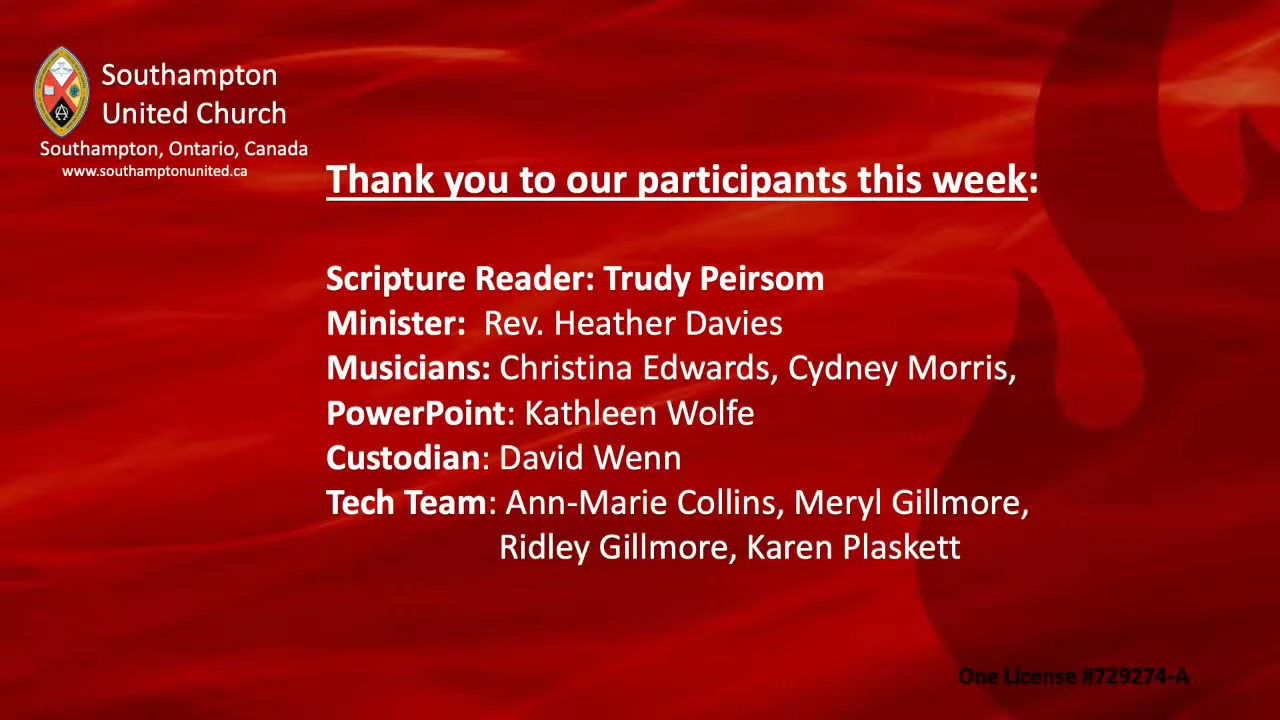 Southampton
United Church
Southampton, Ontario, Canada
www.southamptonunited.ca
Thank you to our participants this week:
Scripture Reader: Trudy Peirsom
Minister: Rev. Heather Davies
Musicians: Christina Edwards, Cydney Morris,
PowerPoint: Kathleen Wolfe
Custodian: David Wenn
Tech Team: Ann-Marie Collins, Meryl Gillmore,
Ridley Gillmore, Karen Plaskett
One License #729274-A